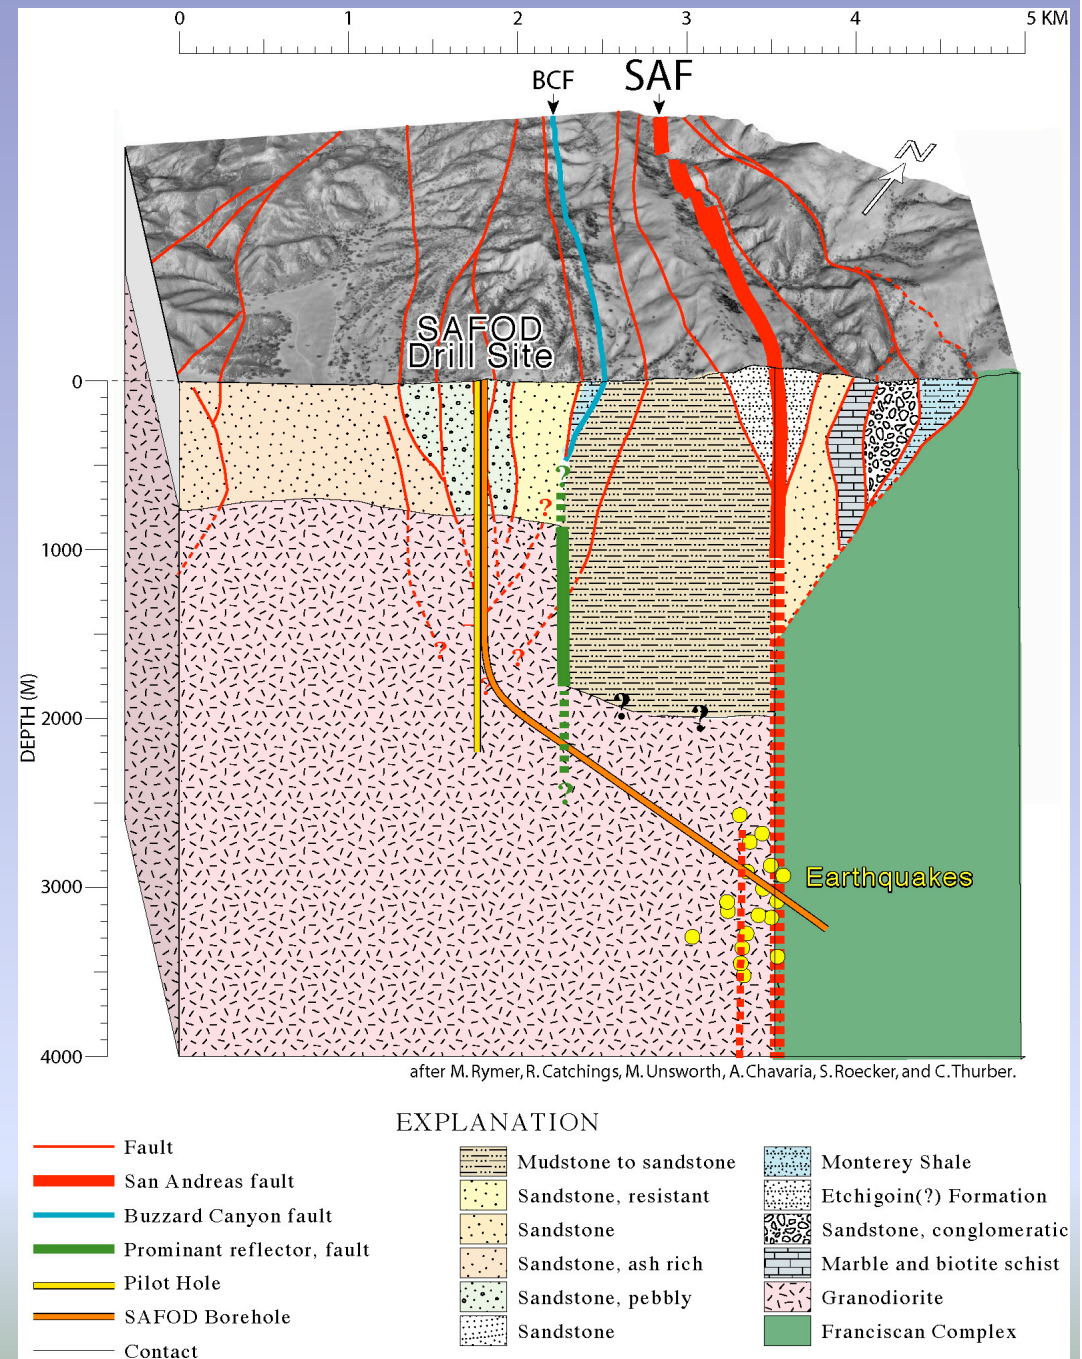 0 1 2 3 4 5 KM
BCF SAF
N
SAFOD
Drill Site
0
?
?
1000
? ?
?
DEPTH (M)
2000
? ?
?
3000
Earthquakes
4000
after M. Rymer, R. Catchings, M. Unsworth, A. Chavaria, S. Roecker, and C. Thurber.
EXPLANATION
Fault
San Andreas fault
Buzzard Canyon fault
Prominant reflector, fault
Pilot Hole
SAFOD Borehole
Contact
Mudstone to sandstone
Sandstone, resistant
Sandstone
Sandstone, ash rich
Sandstone, pebbly
Sandstone
Monterey Shale
Etchigoin(?) Formation
Sandstone, conglomeratic
Marble and biotite schist
Granodiorite
Franciscan Complex